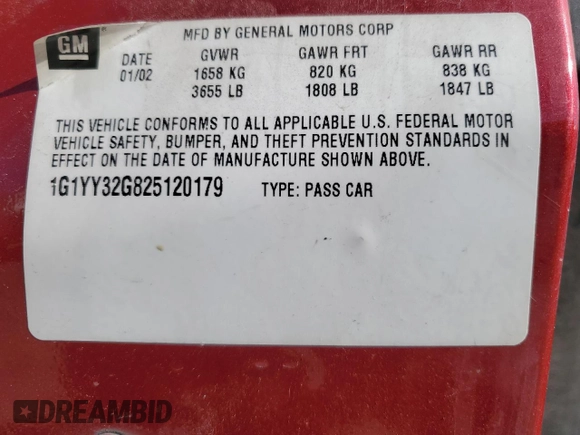 GM
MFD BY GENERAL MOTORS CORP
DATE GVWR GAWR FRT GAWR RR
01/02 1658 KG 820 KG 838 KG
3655 LB 1808 LB 1847 LB
THIS VEHICLE CONFORMS TO ALL APPLICABLE U.S. FEDERAL MOTOR
VEHICLE SAFETY, BUMPER, AND THEFT PREVENTION STANDARDS IN
EFFECT ON THE DATE OF MANUFACTURE SHOWN ABOVE.
1G1YY32G825120179 TYPE: PASS CAR
DREAMBID